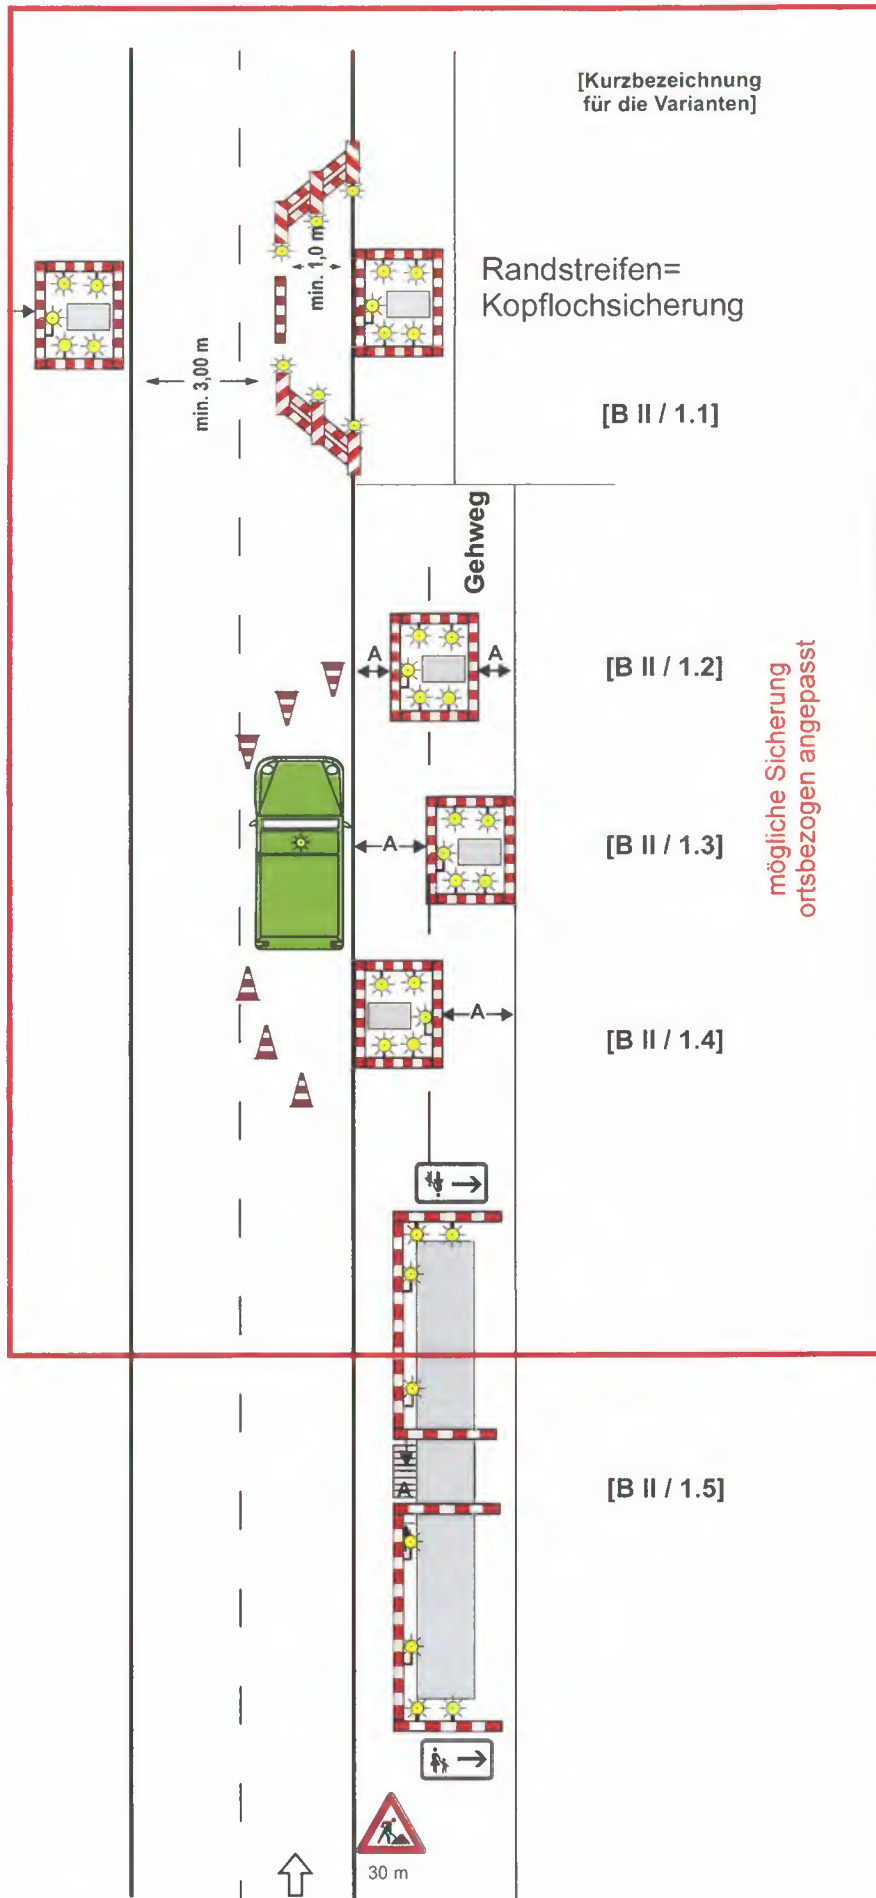 [Kurzbezeichnung
für die Varianten]
min. 1,0 m
Randstreifen=
Kopflochsicherung
min. 3,00 m
[B II / 1.1]
Gehweg
A
A
[B II / 1.2]
mögliche Sicherung
ortsbezogen angepasst
A
[B II / 1.3]
A
[B II / 1.4]
A
[B II / 1.5]
30 m